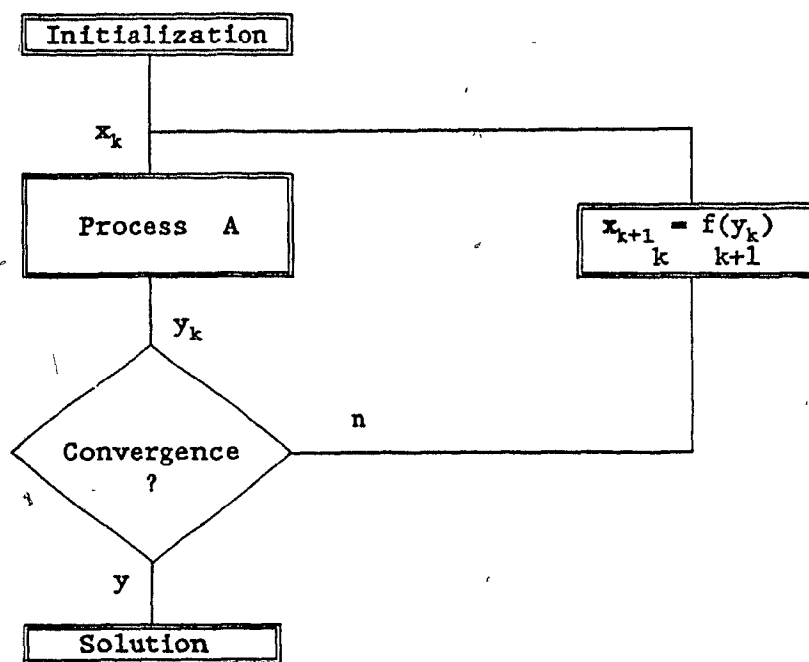 Initialization
x_k
Process A
x_{k+1} = f(y_k)
k k+1
y_k
n
Convergence
?
y
Solution